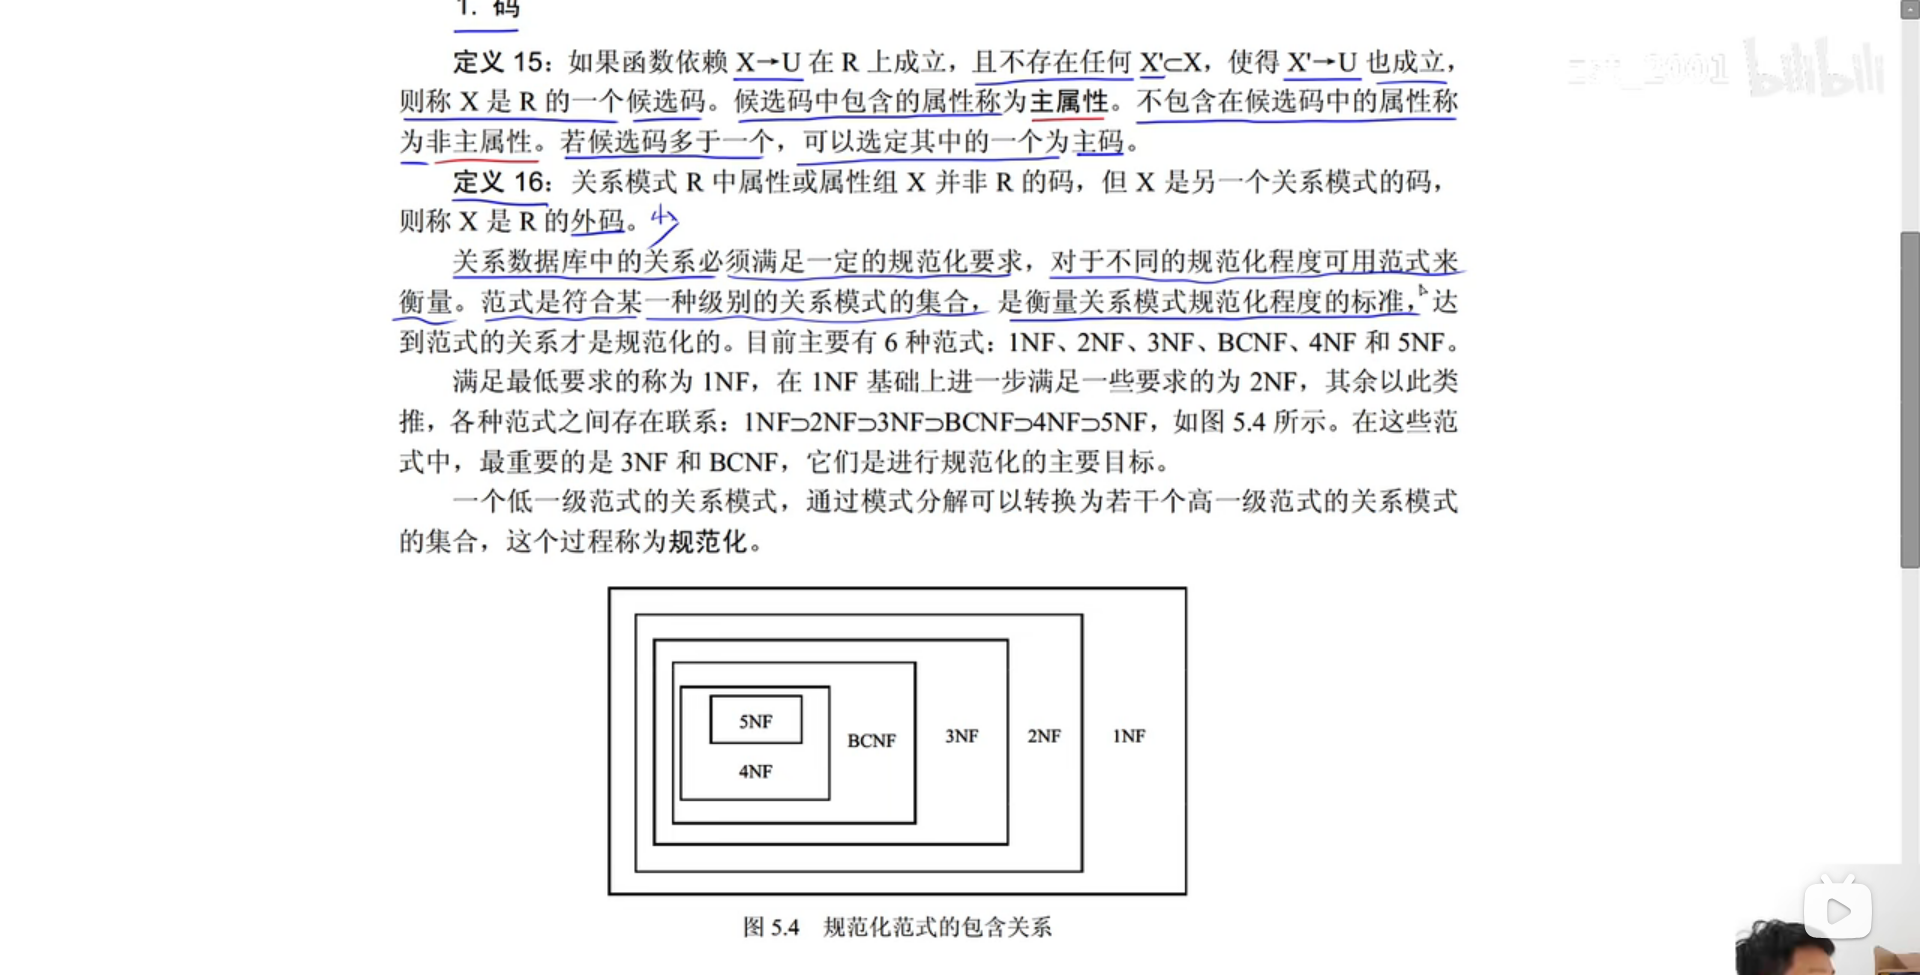 1. 码
定义 15：如果函数依赖 X→U 在 R 上成立，且不存在任何 X'⊂X，使得 X'→U 也成立，
则称 X 是 R 的一个候选码。候选码中包含的属性称为主属性。不包含在候选码中的属性称
为非主属性。若候选码多于一个，可以选定其中的一个为主码。
定义 16：关系模式 R 中属性或属性组 X 并非 R 的码，但 X 是另一个关系模式的码，
则称 X 是 R 的外码。
关系数据库中的关系必须满足一定的规范化要求，对于不同的规范化程度可用范式来
衡量。范式是符合某一种级别的关系模式的集合，是衡量关系模式规范化程度的标准，达
到范式的关系才是规范化的。目前主要有 6 种范式：1NF、2NF、3NF、BCNF、4NF 和 5NF。
满足最低要求的称为 1NF，在 1NF 基础上进一步满足一些要求的为 2NF，其余以此类
推，各种范式之间存在联系：1NF⊃2NF⊃3NF⊃BCNF⊃4NF⊃5NF，如图 5.4 所示。在这些范
式中，最重要的是 3NF 和 BCNF，它们是进行规范化的主要目标。
一个低一级范式的关系模式，通过模式分解可以转换为若干个高一级范式的关系模式
的集合，这个过程称为规范化。
5NF
4NF
BCNF
3NF
2NF
1NF
图 5.4 规范化范式的包含关系
bilibili